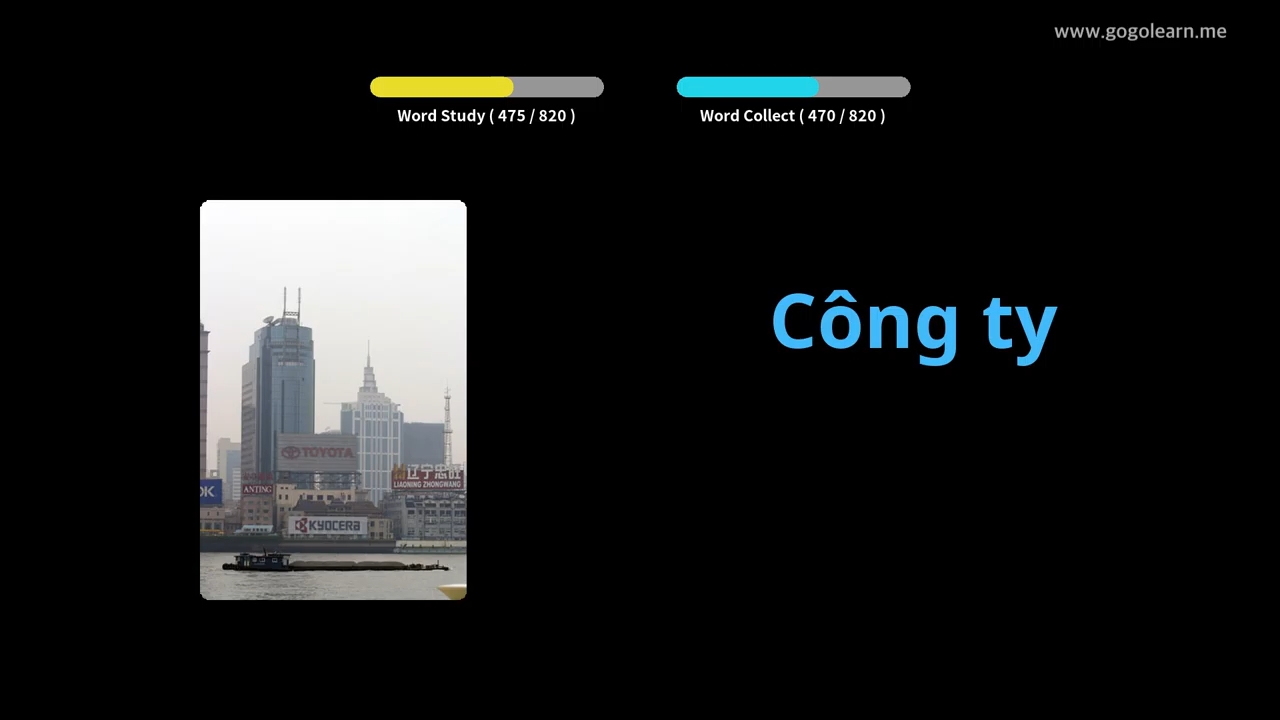 www.gogolearn.me
Word Study ( 475 / 820 )
Word Collect ( 470 / 820 )
Công ty
TOYOTA
辽宁忠旺
LIAONING ZHONGWANG
OK
ANTING
KYOCERA